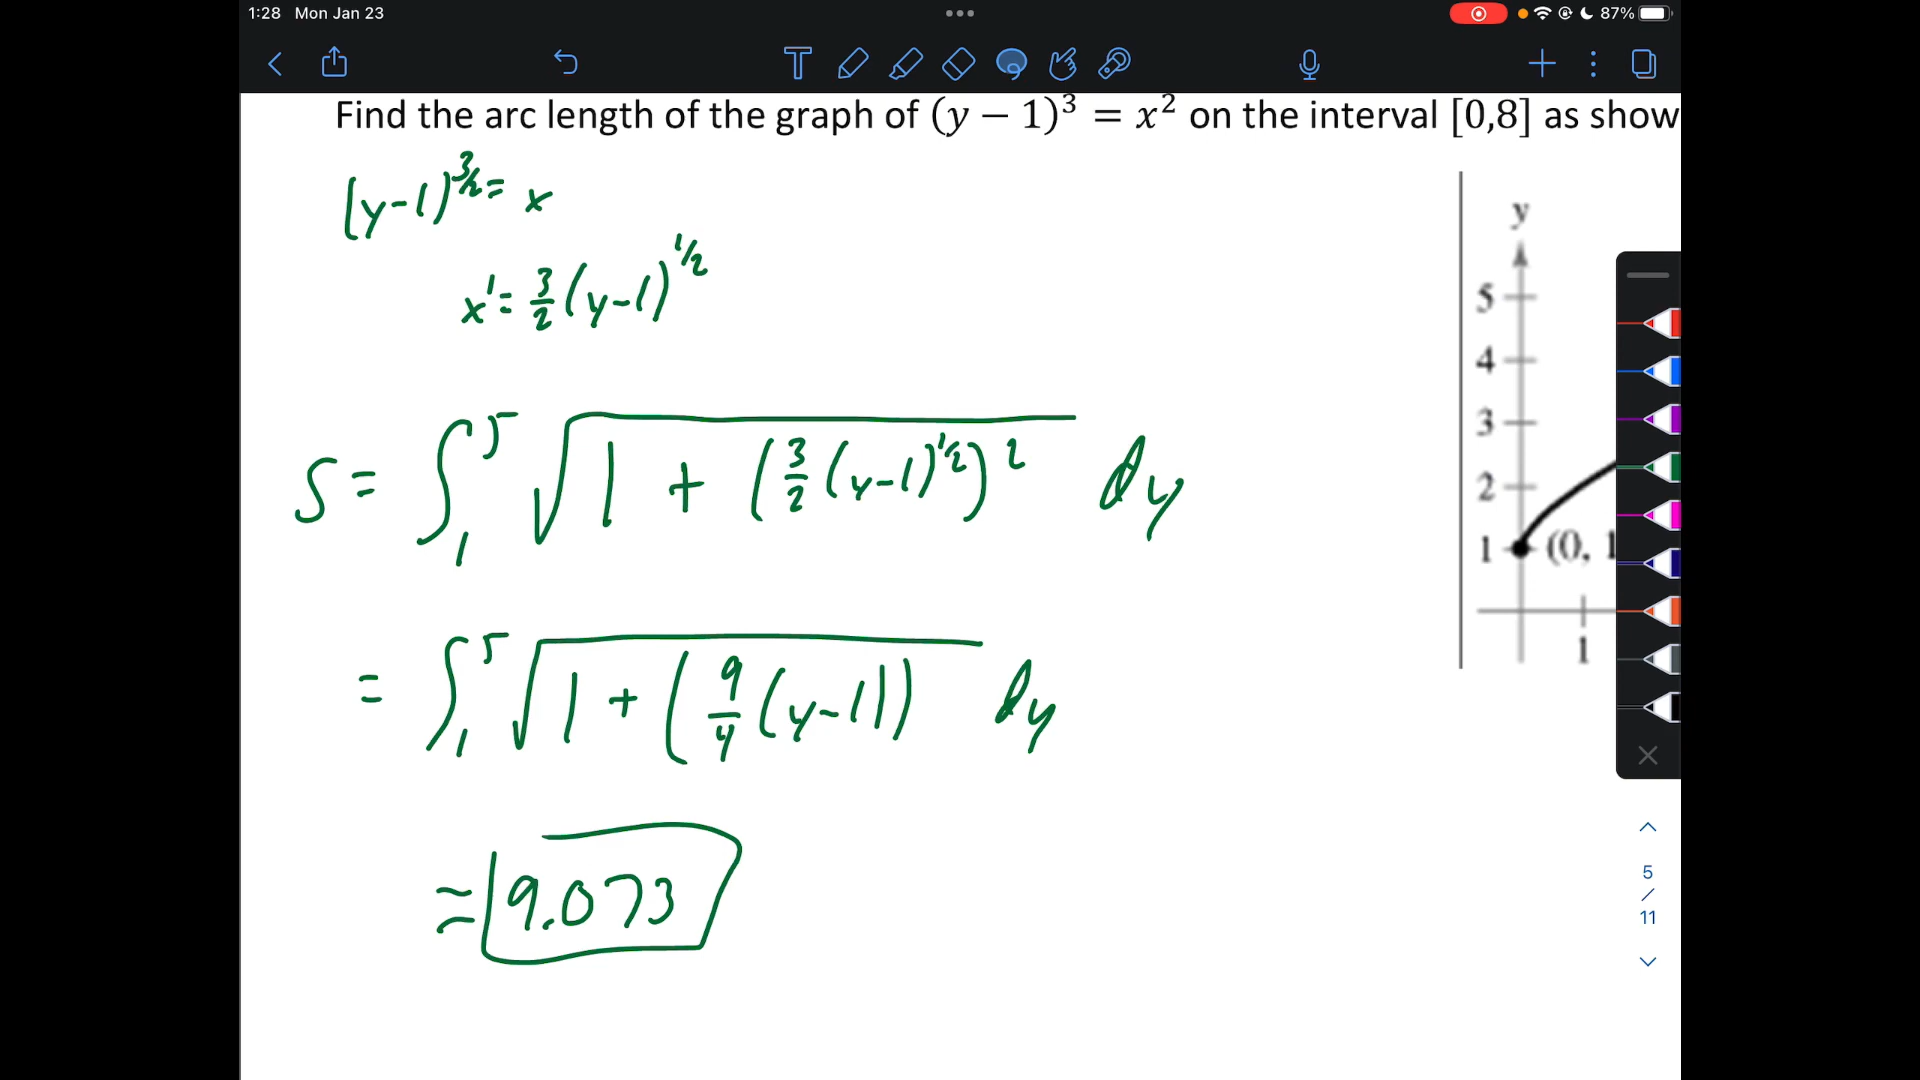 1:28 Mon Jan 23
87%
Find the arc length of the graph of (y − 1)³ = x² on the interval [0,8] as show
(y-1)^{3/2} = x
x' = 3/2 (y-1)^{1/2}
S = ∫₁⁵ √(1 + (3/2 (y-1)^{1/2})²) dy
= ∫₁⁵ √(1 + (9/4 (y-1))) dy
≈ 9.073
y
5
4
3
2
1 (0, 1
1
5
/
11